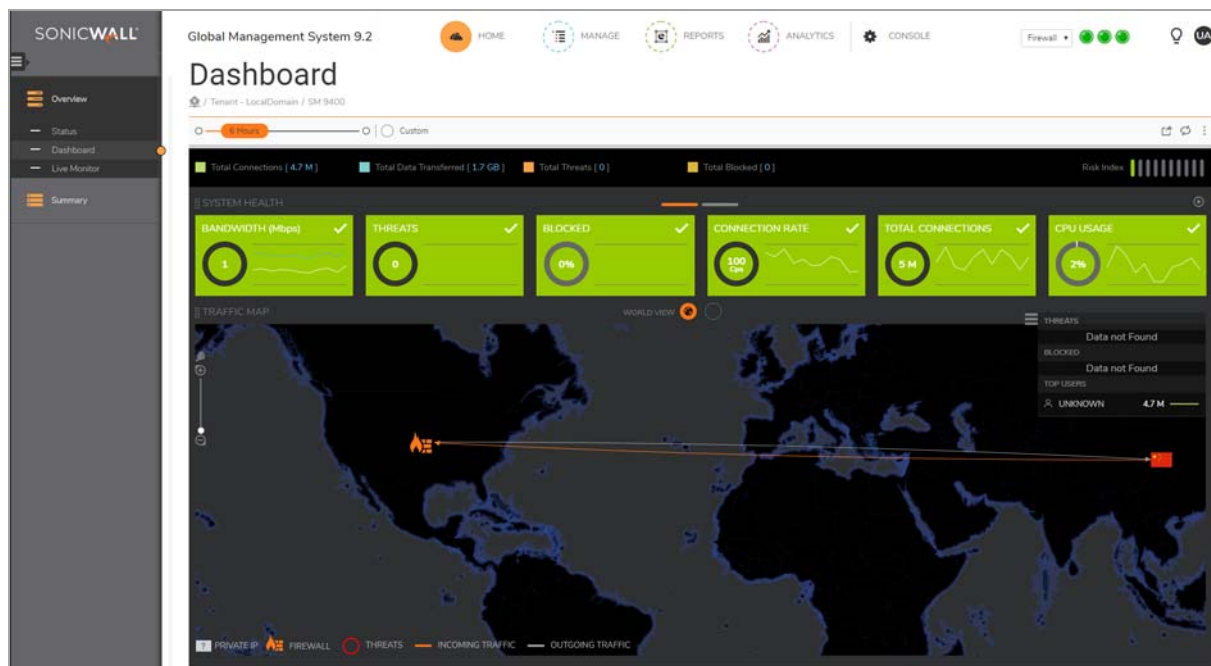 SONICWALL
Global Management System 9.2
HOME
MANAGE
REPORTS
ANALYTICS
CONSOLE
Firewall
UA
Dashboard
/ Tenant - LocalDomain / SM 9400
Overview
Status
Dashboard
Live Monitor
Summary
6 Hours
Custom
Total Connections [ 4.7 M ]
Total Data Transferred [ 1.7 GB ]
Total Threats [ 0 ]
Total Blocked [ 0 ]
Risk Index
SYSTEM HEALTH
BANDWIDTH (Mbps)
1
THREATS
0
BLOCKED
0%
CONNECTION RATE
100
Cps
TOTAL CONNECTIONS
5 M
CPU USAGE
2%
TRAFFIC MAP
WORLD VIEW
THREATS
Data not Found
BLOCKED
Data not Found
TOP USERS
UNKNOWN 4.7 M
? PRIVATE IP
FIREWALL
THREATS
INCOMING TRAFFIC
OUTGOING TRAFFIC